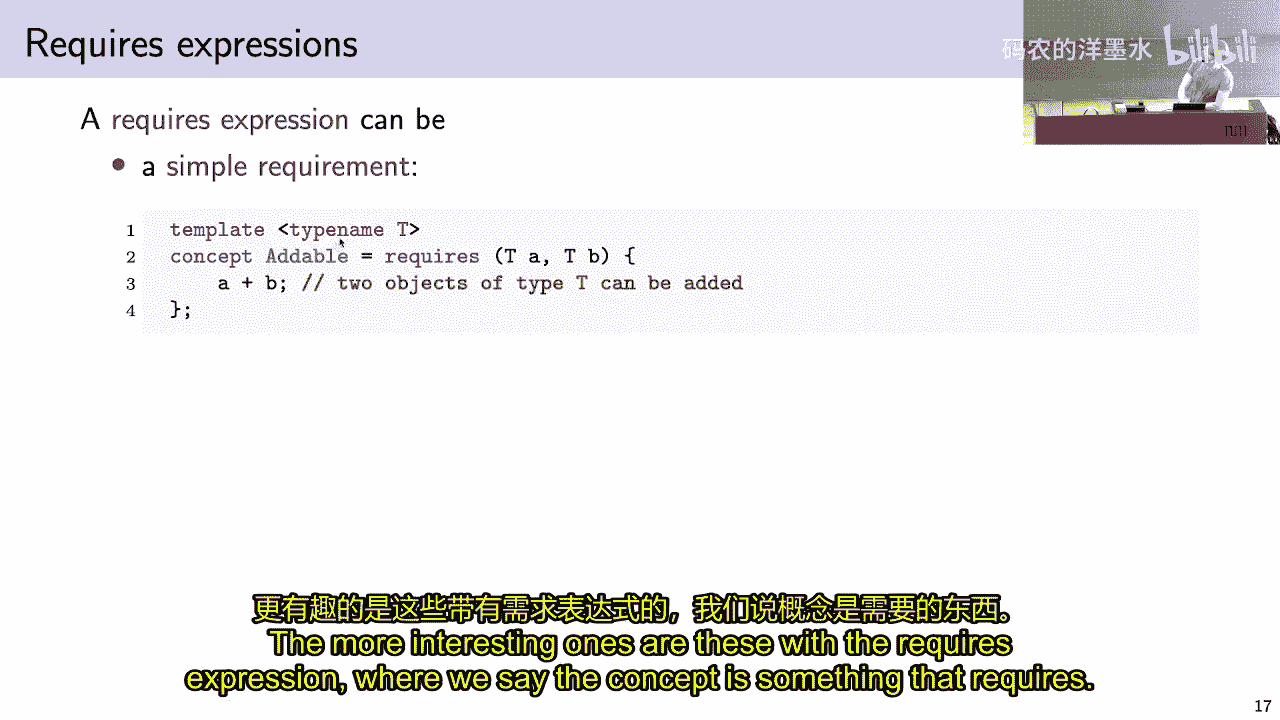 Requires expressions
码农的洋墨水 bilibili
A requires expression can be
• a simple requirement:
1 template <typename T>
2 concept Addable = requires (T a, T b) {
3 a + b; // two objects of type T can be added
4 };
更有趣的是这些带有需求表达式的，我们说概念是需要的东西。
The more interesting ones are these with the requires
expression, where we say the concept is something that requires.
17